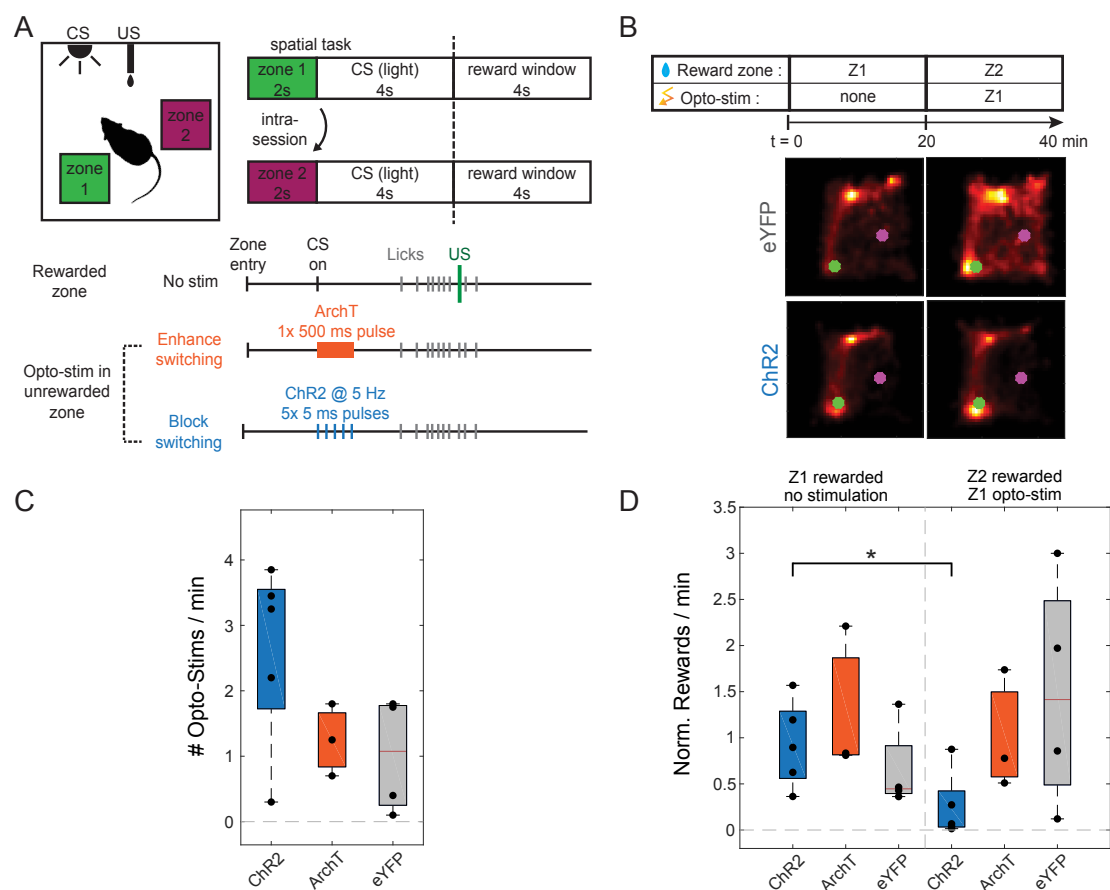 A
CS US
zone
2
zone
1
spatial task
zone 1
2s
CS (light)
4s
reward window
4s
intra-
session
zone 2
2s
CS (light)
4s
reward window
4s
Zone
entry
CS
on
Licks
US
Rewarded
zone
No stim
ArchT
1x 500 ms pulse
Enhance
switching
Opto-stim in
unrewarded
zone
ChR2 @ 5 Hz
5x 5 ms pulses
Block
switching
B
Reward zone : Z1 Z2
Opto-stim : none Z1
t = 0 20 40 min
eYFP
ChR2
C
# Opto-Stims / min
4
3
2
1
0
ChR2 ArchT eYFP
D
Z1 rewarded
no stimulation
Z2 rewarded
Z1 opto-stim
Norm. Rewards / min
3.5
3
2.5
2
1.5
1
0.5
0
*
ChR2 ArchT eYFP ChR2 ArchT eYFP